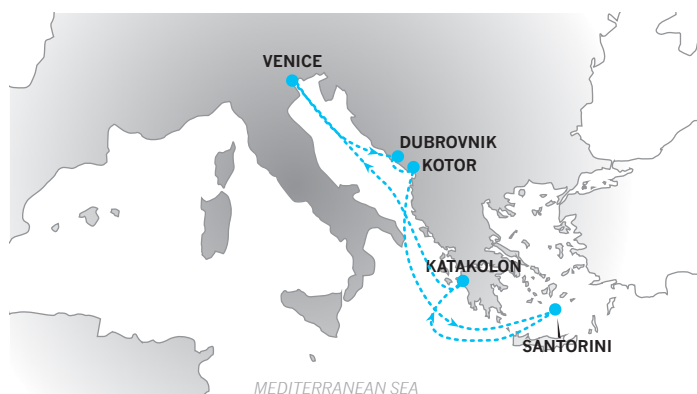 VENICE
DUBROVNIK
KOTOR
KATAKOLON
SANTORINI
MEDITERRANEAN SEA